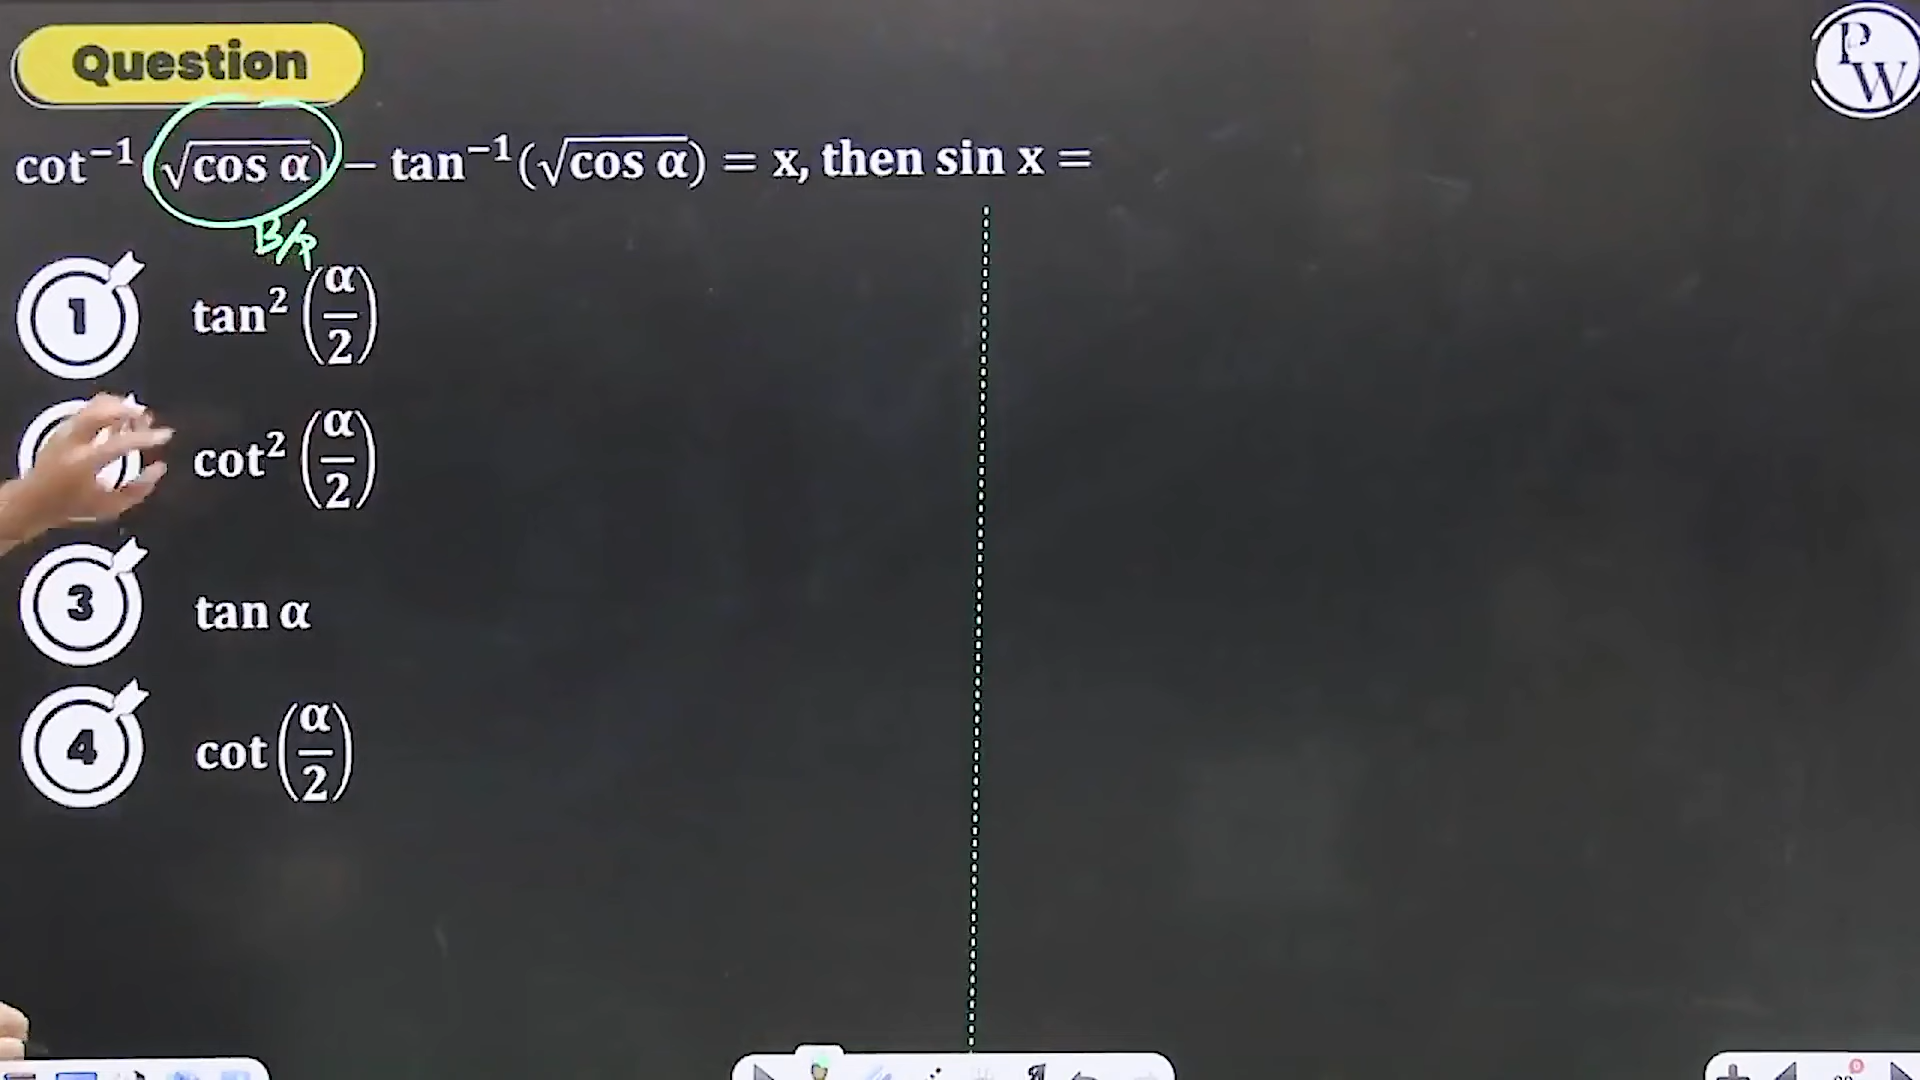 Question
PW
cot⁻¹(√cos α) − tan⁻¹(√cos α) = x, then sin x =
B/P
1 tan² (α/2)
cot² (α/2)
3 tan α
4 cot (α/2)